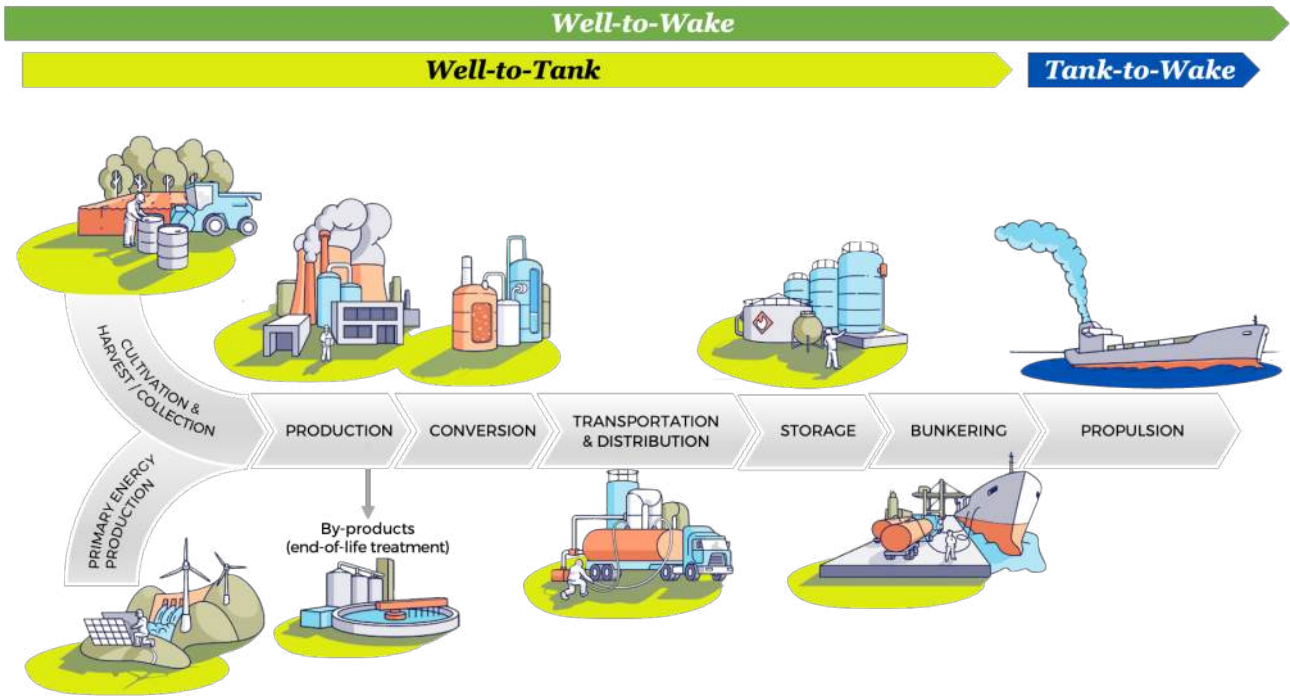 Well-to-Wake
Well-to-Tank
Tank-to-Wake
CULTIVATION &
HARVEST / COLLECTION
PRIMARY ENERGY
PRODUCTION
PRODUCTION
CONVERSION
TRANSPORTATION
& DISTRIBUTION
STORAGE
BUNKERING
PROPULSION
By-products
(end-of-life treatment)